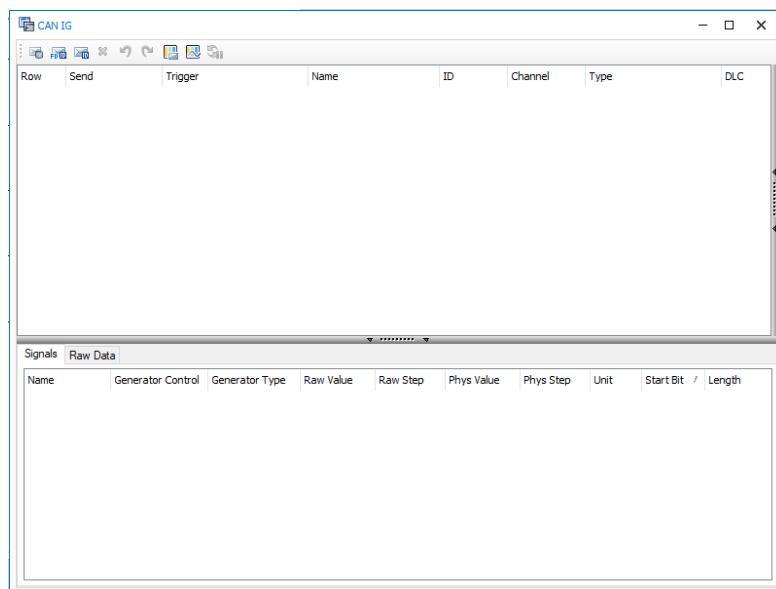 CAN IG
Row Send Trigger Name ID Channel Type DLC
Signals Raw Data
Name Generator Control Generator Type Raw Value Raw Step Phys Value Phys Step Unit Start Bit Length